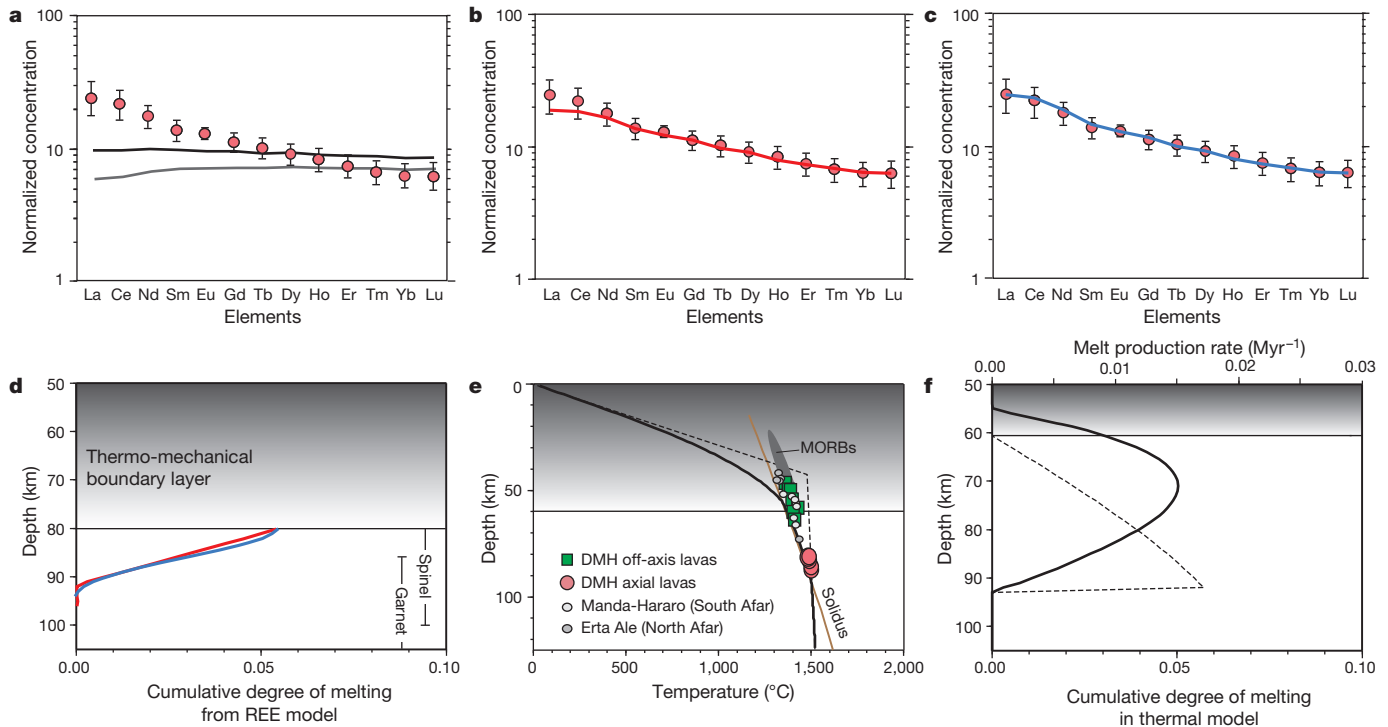 a
100
10
1
Normalized concentration
La Ce Nd Sm Eu Gd Tb Dy Ho Er Tm Yb Lu
Elements
b
100
10
1
Normalized concentration
La Ce Nd Sm Eu Gd Tb Dy Ho Er Tm Yb Lu
Elements
c
100
10
1
Normalized concentration
La Ce Nd Sm Eu Gd Tb Dy Ho Er Tm Yb Lu
Elements
d
50
60
70
80
90
100
Depth (km)
Thermo-mechanical
boundary layer
Spinel
Garnet
0.00 0.05 0.10
Cumulative degree of melting
from REE model
e
0
50
100
Depth (km)
MORBs
DMH off-axis lavas
DMH axial lavas
Manda-Hararo (South Afar)
Erta Ale (North Afar)
Solidus
0 500 1,000 1,500 2,000
Temperature (°C)
Melt production rate (Myr⁻¹)
0.00 0.01 0.02 0.03
f
50
60
70
80
90
100
Depth (km)
0.00 0.05 0.10
Cumulative degree of melting
in thermal model